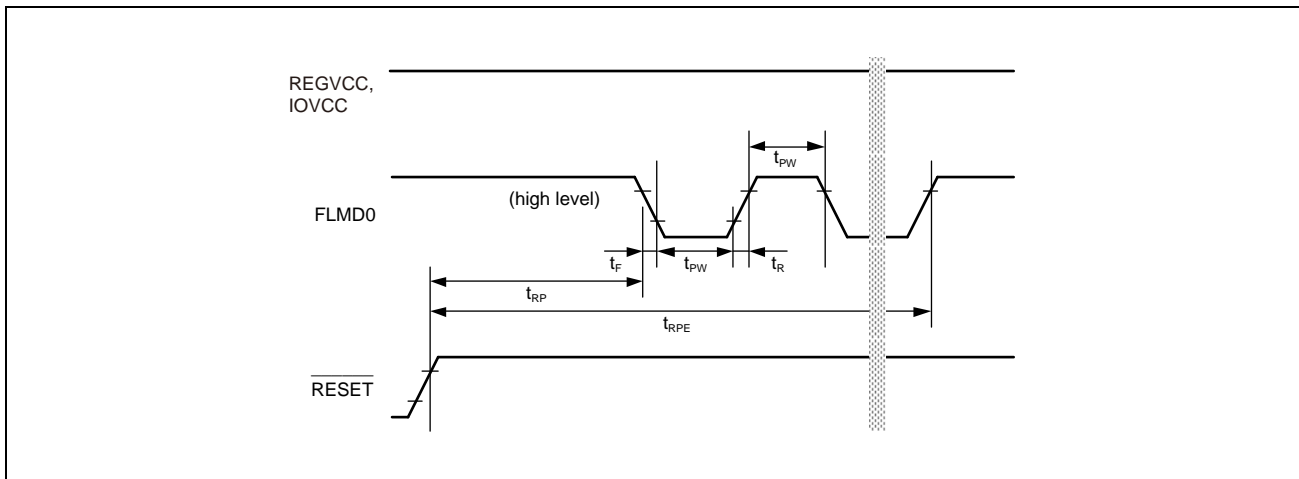 REGVCC,
IOVCC
t_PW
(high level)
FLMD0
t_F t_PW t_R
t_RP
t_RPE
RESET